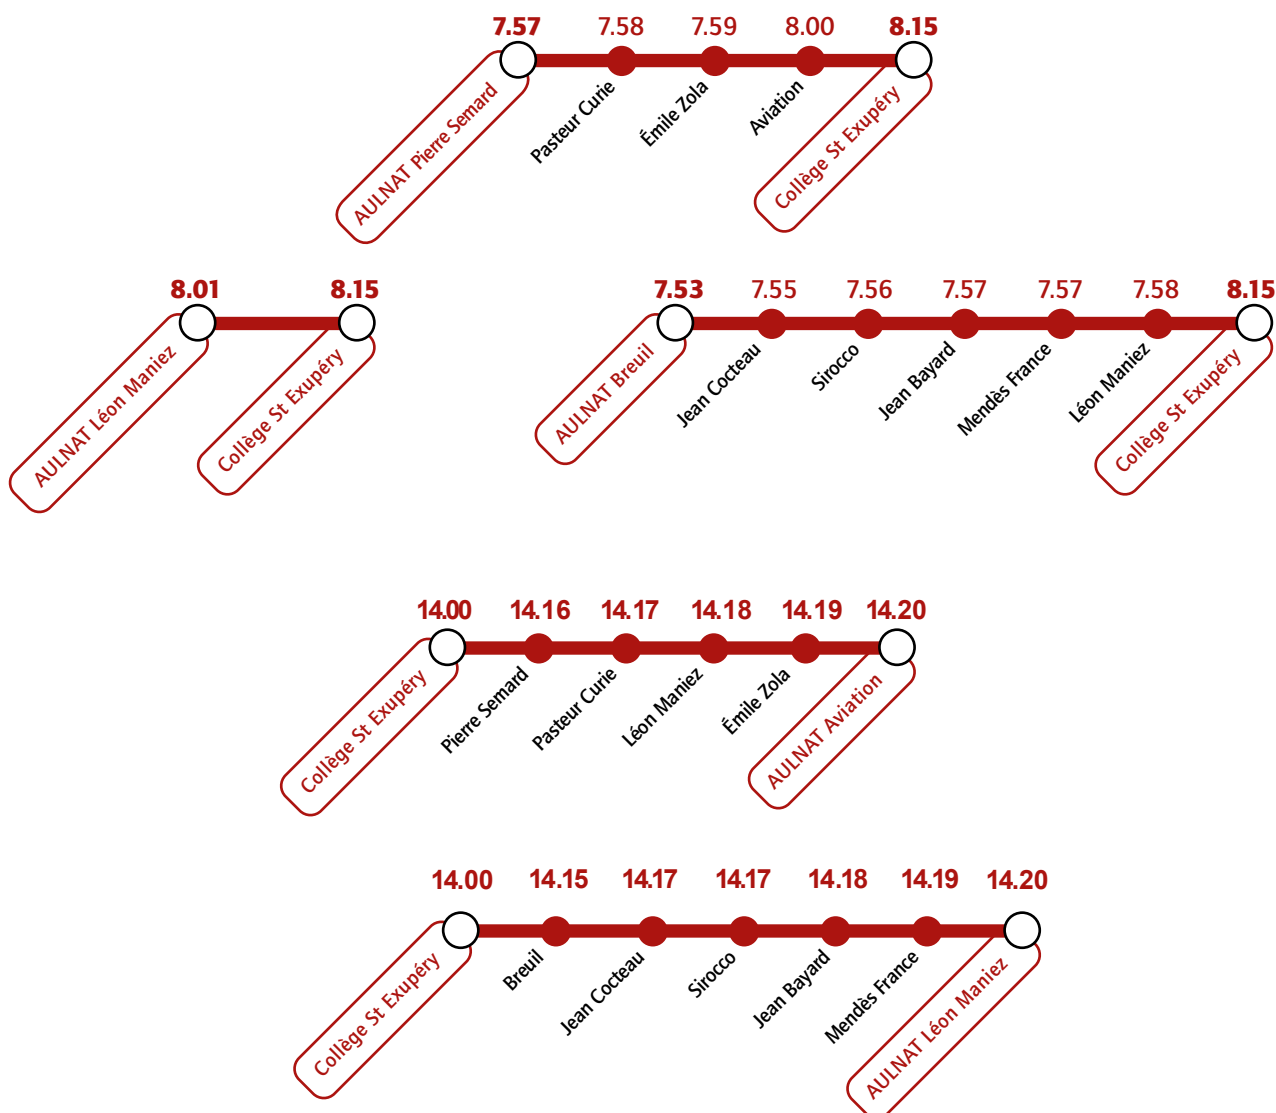 7.57 7.58 7.59 8.00 8.15
AULNAT Pierre Semard
Pasteur Curie
Émile Zola
Aviation
Collège St Exupéry
8.01 8.15
AULNAT Léon Maniez
Collège St Exupéry
7.53 7.55 7.56 7.57 7.57 7.58 8.15
AULNAT Breuil
Jean Cocteau
Sirocco
Jean Bayard
Mendès France
Léon Maniez
Collège St Exupéry
14.00 14.16 14.17 14.18 14.19 14.20
Collège St Exupéry
Pierre Semard
Pasteur Curie
Léon Maniez
Émile Zola
AULNAT Aviation
14.00 14.15 14.17 14.17 14.18 14.19 14.20
Collège St Exupéry
Breuil
Jean Cocteau
Sirocco
Jean Bayard
Mendès France
AULNAT Léon Maniez